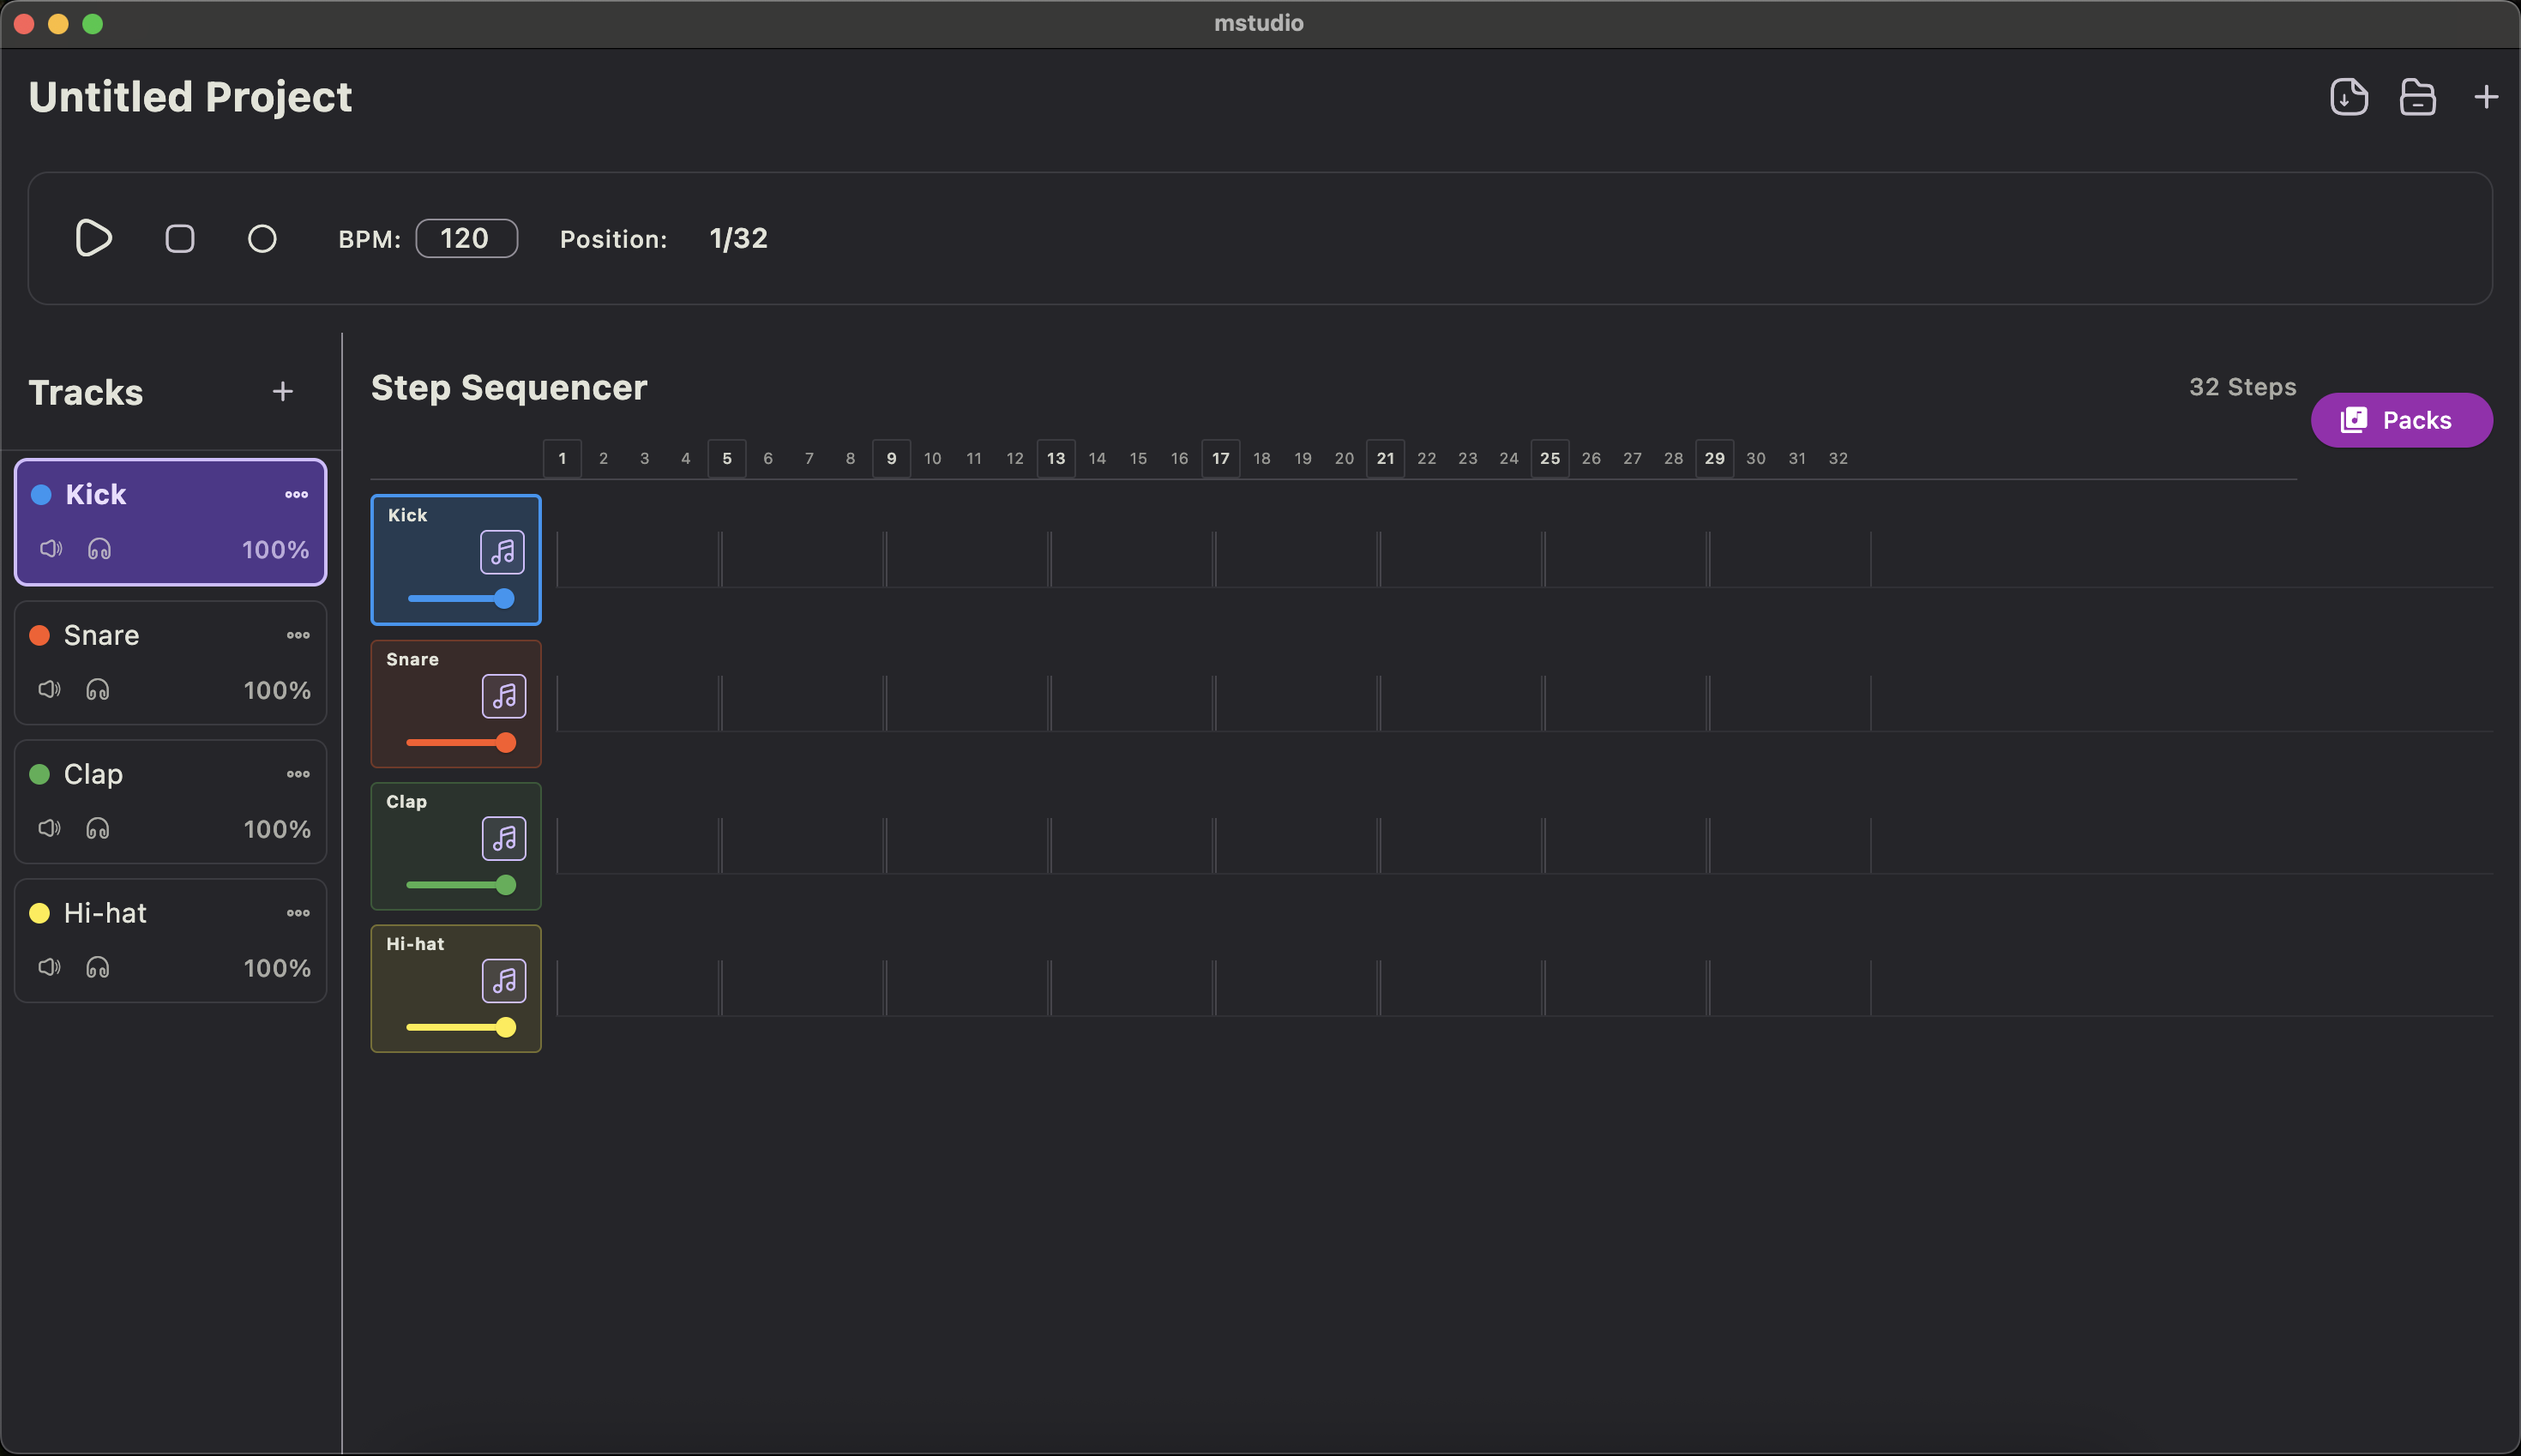 mstudio
Untitled Project
BPM: 120 Position: 1/32
Tracks
Step Sequencer
32 Steps
Packs
1 2 3 4 5 6 7 8 9 10 11 12 13 14 15 16 17 18 19 20 21 22 23 24 25 26 27 28 29 30 31 32
Kick
100%
Snare
100%
Clap
100%
Hi-hat
100%
Kick
Snare
Clap
Hi-hat